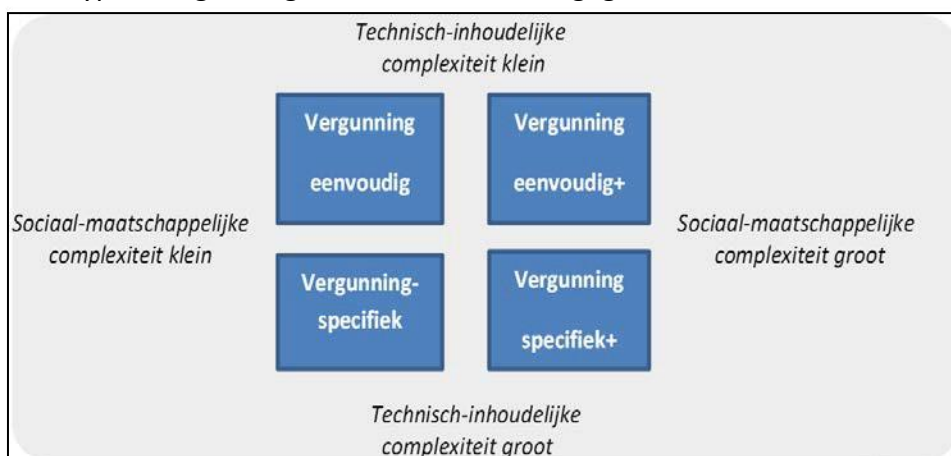 Technisch-inhoudelijke
complexiteit klein
Vergunning
eenvoudig
Vergunning
eenvoudig+
Sociaal-maatschappelijke
complexiteit klein
Sociaal-maatschappelijke
complexiteit groot
Vergunning-
specifiek
Vergunning
specifiek+
Technisch-inhoudelijke
complexiteit groot